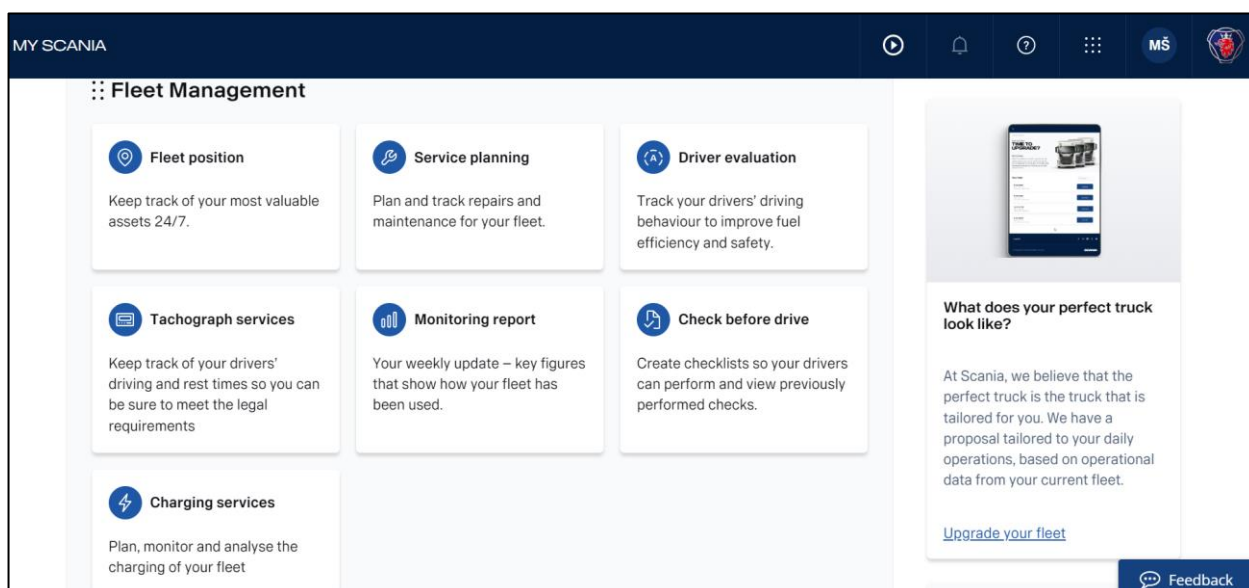 MY SCANIA
MŠ
Fleet Management
Fleet position
Keep track of your most valuable
assets 24/7.
Service planning
Plan and track repairs and
maintenance for your fleet.
Driver evaluation
Track your drivers' driving
behaviour to improve fuel
efficiency and safety.
Tachograph services
Keep track of your drivers'
driving and rest times so you can
be sure to meet the legal
requirements
Monitoring report
Your weekly update – key figures
that show how your fleet has
been used.
Check before drive
Create checklists so your drivers
can perform and view previously
performed checks.
Charging services
Plan, monitor and analyse the
charging of your fleet
TIME TO
UPGRADE?
What does your perfect truck
look like?
At Scania, we believe that the
perfect truck is the truck that is
tailored for you. We have a
proposal tailored to your daily
operations, based on operational
data from your current fleet.
Upgrade your fleet
Feedback